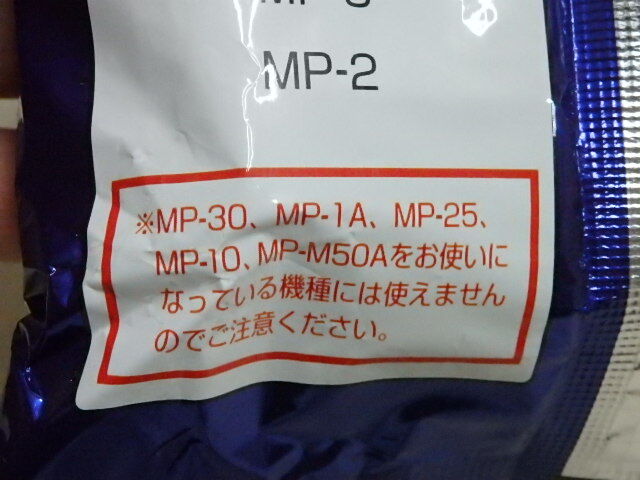 MP-2
※MP-30、MP-1A、MP-25、
MP-10、MP-M50Aをお使いに
なっている機種には使えません
のでご注意ください。